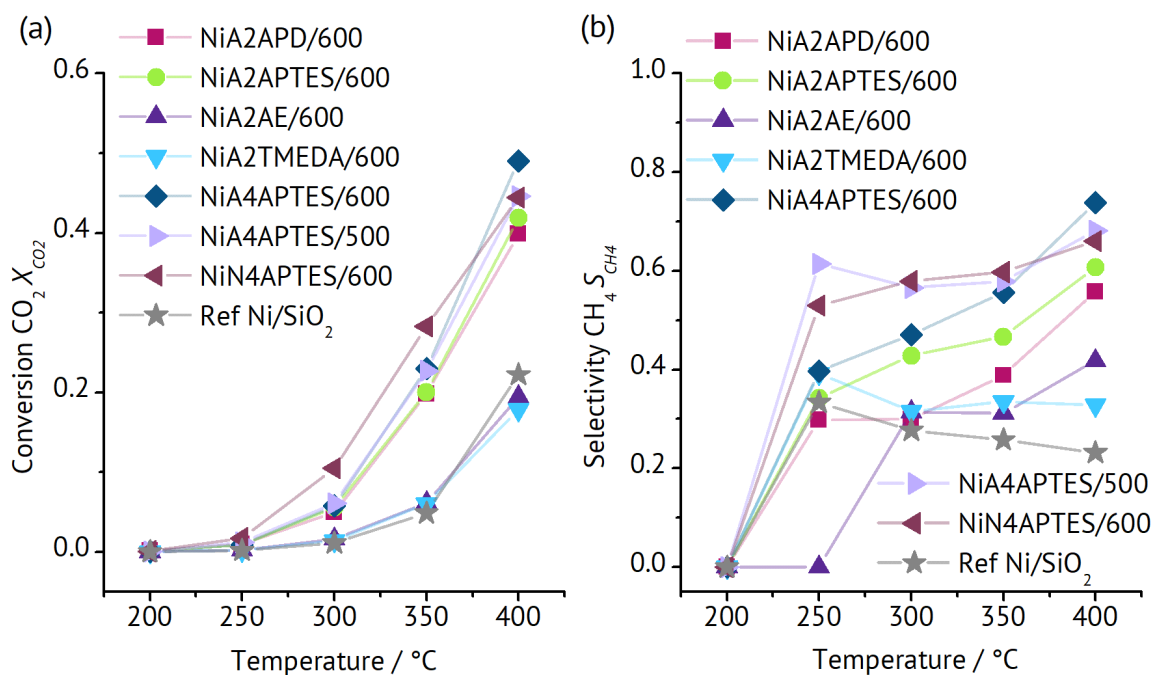 (a)
NiA2APD/600
NiA2APTES/600
NiA2AE/600
NiA2TMEDA/600
NiA4APTES/600
NiA4APTES/500
NiN4APTES/600
Ref Ni/SiO2
0.6
0.4
0.2
0.0
Conversion CO2 XCO2
200 250 300 350 400
Temperature / °C
(b)
NiA2APD/600
NiA2APTES/600
NiA2AE/600
NiA2TMEDA/600
NiA4APTES/600
NiA4APTES/500
NiN4APTES/600
Ref Ni/SiO2
1.0
0.8
0.6
0.4
0.2
0.0
Selectivity CH4 SCH4
200 250 300 350 400
Temperature / °C